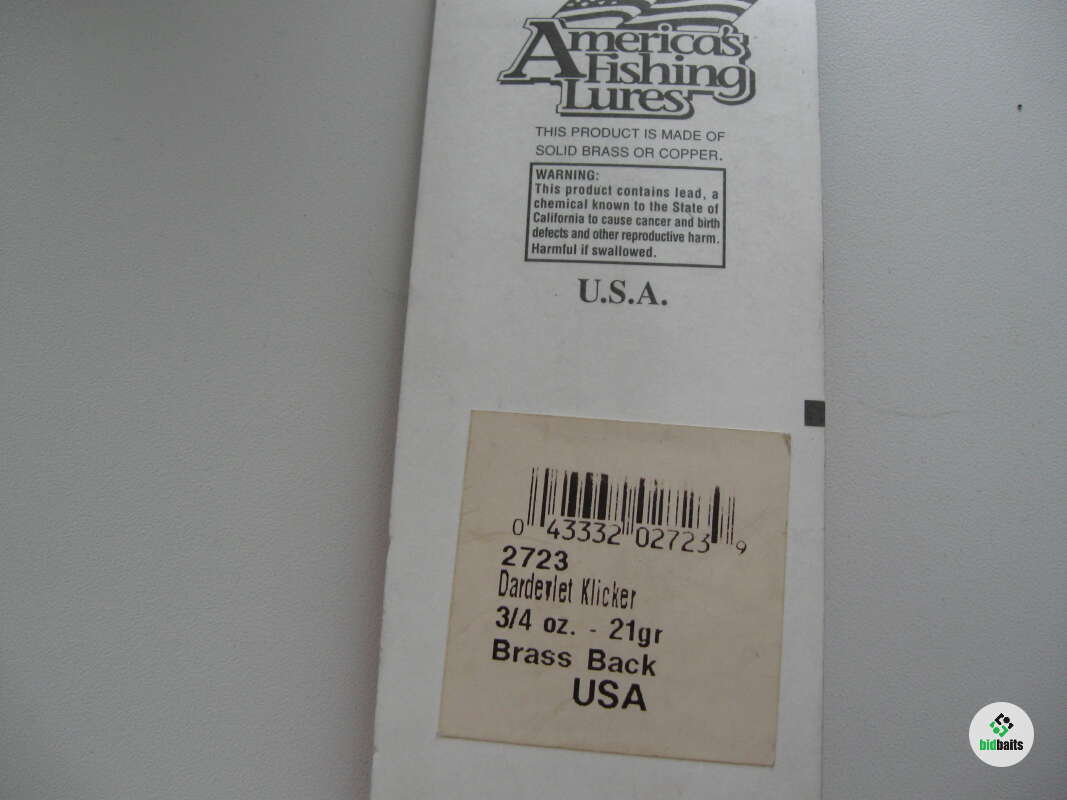 America's
Fishing
Lures
THIS PRODUCT IS MADE OF
SOLID BRASS OR COPPER.
WARNING:
This product contains lead, a
chemical known to the State of
California to cause cancer and birth
defects and other reproductive harm.
Harmful if swallowed.
U.S.A.
0 43332 02723 9
2723
Dardevlet Klicker
3/4 oz. - 21gr
Brass Back
USA
bidbaits